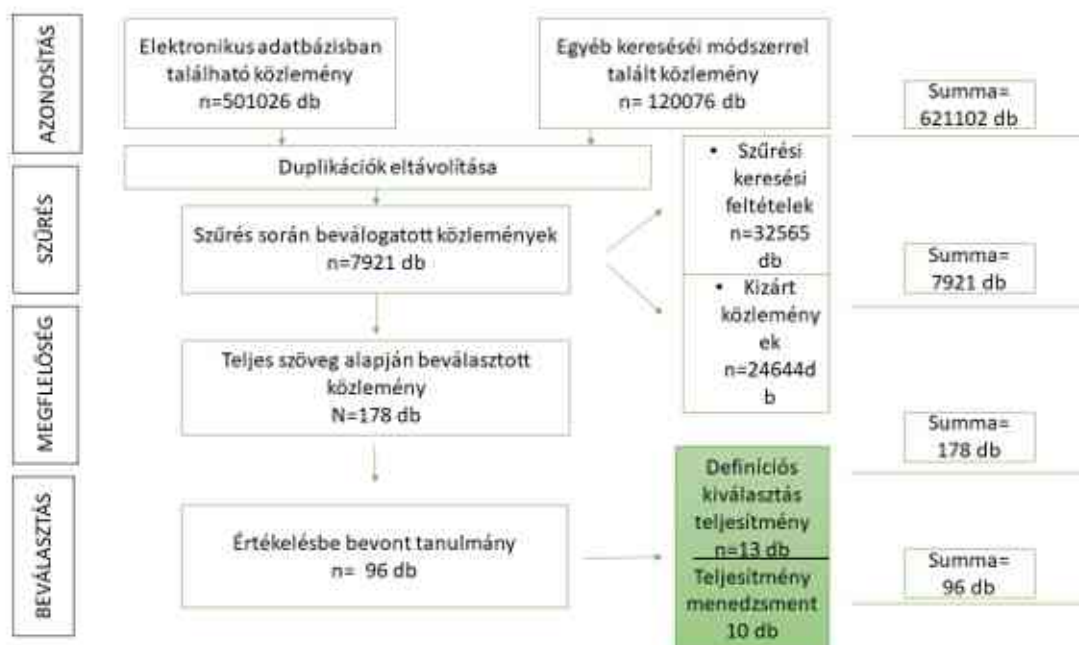 AZONOSÍTÁS
Elektronikus adatbázisban
található közlemény
n=501026 db
Egyéb kereséséi módszerrel
talált közlemény
n= 120076 db
Summa=
621102 db
Duplikációk eltávolítása
SZŰRÉS
Szűrés során beválogatott közlemények
n=7921 db
• Szűrési
keresési
feltételek
n=32565
db
• Kizárt
közlemény
ek
n=24644d
b
Summa=
7921 db
MEGFLELŐSÉG
Teljes szöveg alapján beválasztott
közlemény
N=178 db
Summa=
178 db
BEVÁLASZTÁS
Értékelésbe bevont tanulmány
n=  96 db
Definíciós
kiválasztás
teljesítmény
n=13 db
Teljesítmény
menedzsment
10 db
Summa=
96 db